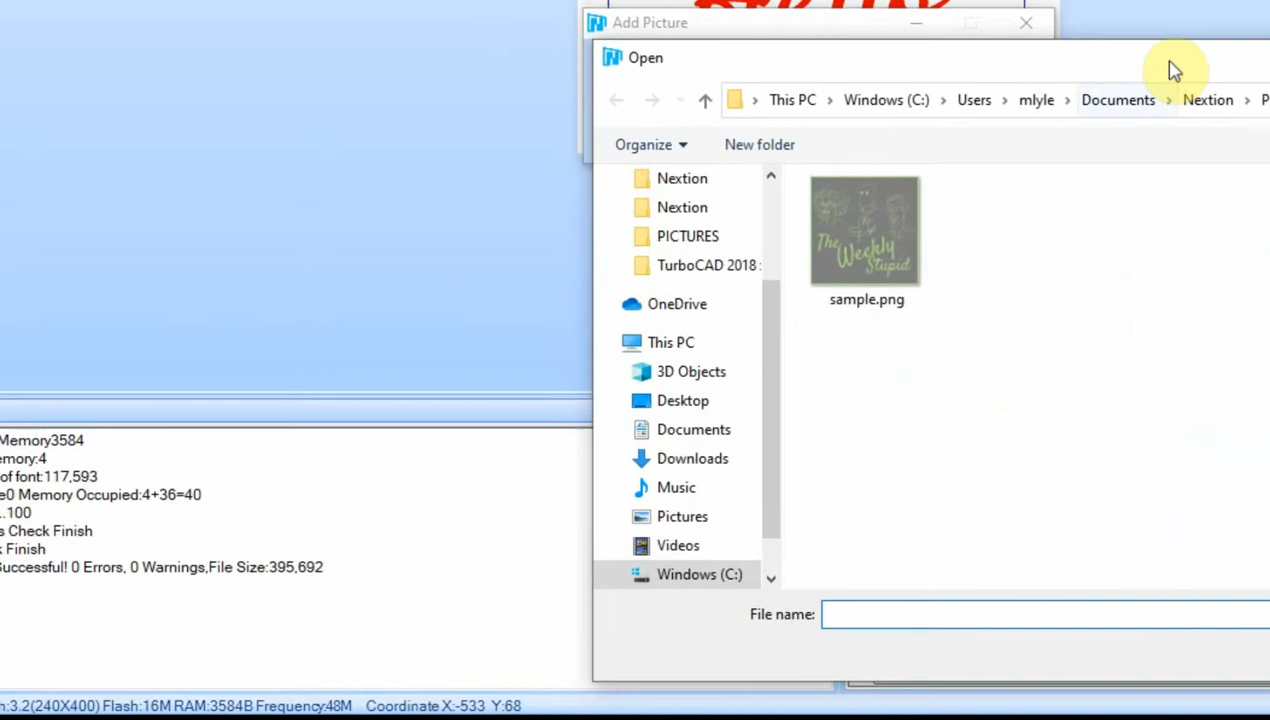 Add Picture
Open
This PC
Windows (C:)
Users
mlyle
Documents
Nextion
P
Organize
New folder
Nextion
Nextion
PICTURES
TurboCAD 2018
The Weekly Stupid
sample.png
OneDrive
This PC
3D Objects
Desktop
Documents
Downloads
Music
Pictures
Videos
Windows (C:)
File name:
Memory3584
emory:4
of font:117,593
e0 Memory Occupied:4+36=40
..100
s Check Finish
k Finish
Successful! 0 Errors, 0 Warnings,File Size:395,692
h:3.2(240X400) Flash:16M RAM:3584B Frequency:48M Coordinate X:-533 Y:68